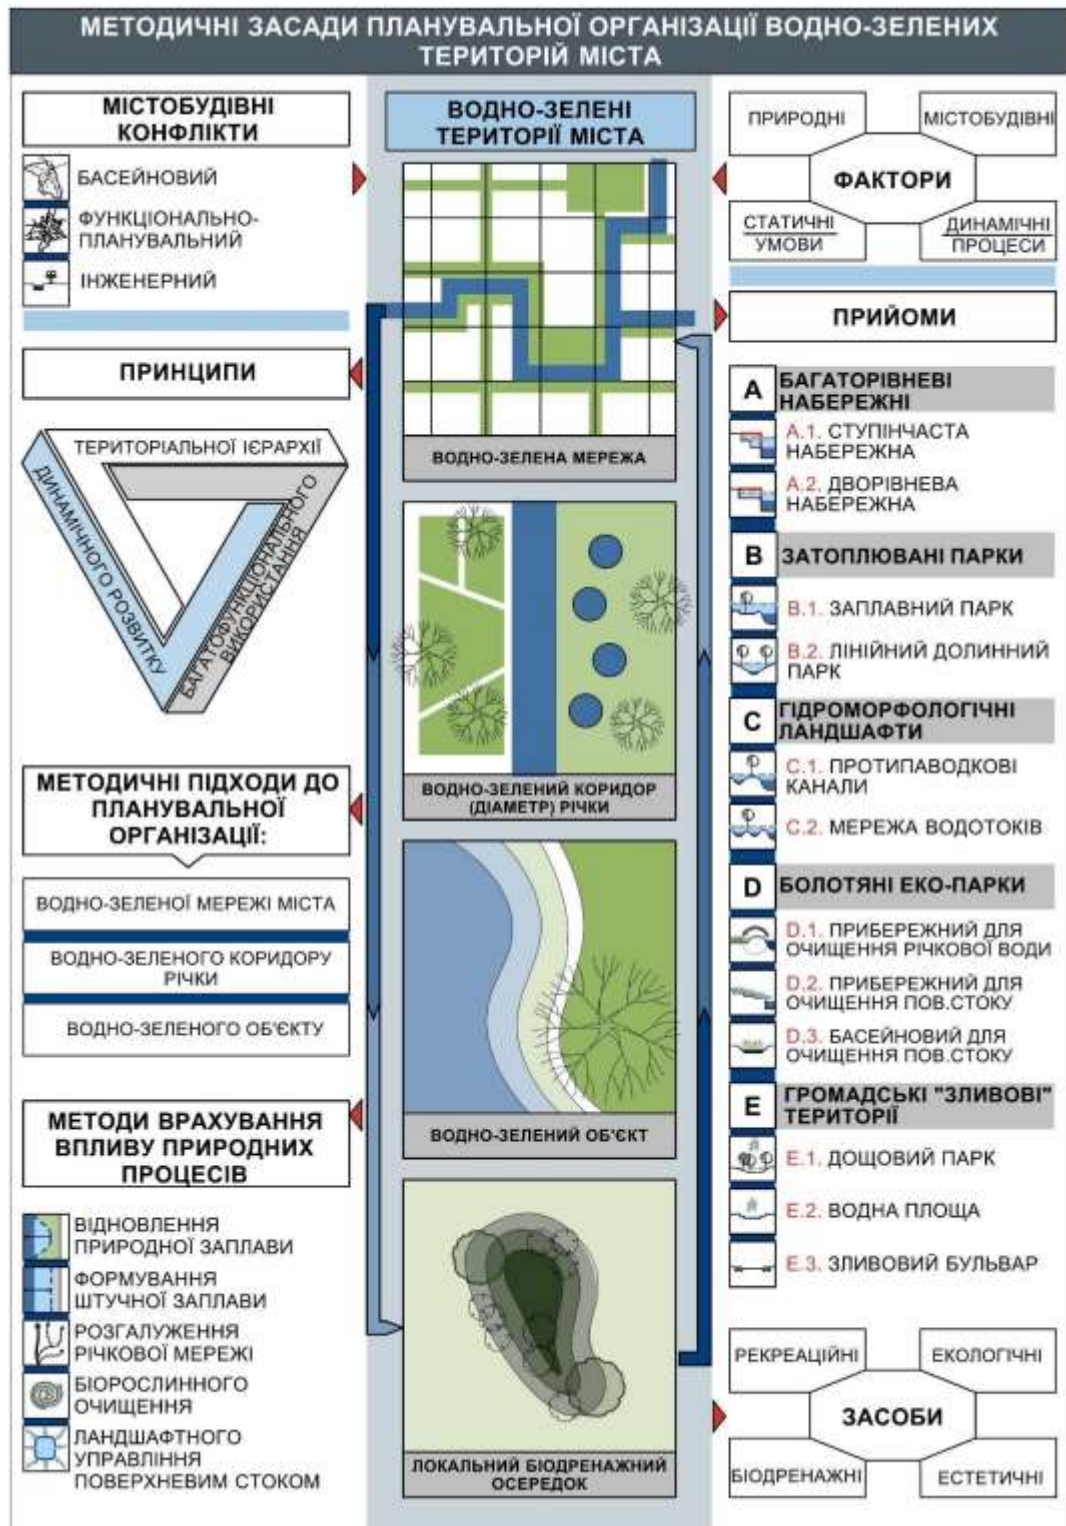 МЕТОДИЧНІ ЗАСАДИ ПЛАНУВАЛЬНОЇ ОРГАНІЗАЦІЇ ВОДНО-ЗЕЛЕНИХ
ТЕРИТОРІЙ МІСТА
МІСТОБУДІВНІ
КОНФЛІКТИ
БАСЕЙНОВИЙ
ФУНКЦІОНАЛЬНО-
ПЛАНУВАЛЬНИЙ
ІНЖЕНЕРНИЙ
ПРИНЦИПИ
ТЕРИТОРІАЛЬНОЇ ІЄРАРХІЇ
ДИНАМІЧНОГО РОЗВИТКУ
БАГАТОФУНКЦІОНАЛЬНОГО
ВИКОРИСТАННЯ
МЕТОДИЧНІ ПІДХОДИ ДО
ПЛАНУВАЛЬНОЇ
ОРГАНІЗАЦІЇ:
ВОДНО-ЗЕЛЕНОЇ МЕРЕЖІ МІСТА
ВОДНО-ЗЕЛЕНОГО КОРИДОРУ
РІЧКИ
ВОДНО-ЗЕЛЕНОГО ОБ'ЄКТУ
МЕТОДИ ВРАХУВАННЯ
ВПЛИВУ ПРИРОДНИХ
ПРОЦЕСІВ
ВІДНОВЛЕННЯ
ПРИРОДНОЇ ЗАПЛАВИ
ФОРМУВАННЯ
ШТУЧНОЇ ЗАПЛАВИ
РОЗГАЛУЖЕННЯ
РІЧКОВОЇ МЕРЕЖІ
БІОРОСЛИННОГО
ОЧИЩЕННЯ
ЛАНДШАФТНОГО
УПРАВЛІННЯ
ПОВЕРХНЕВИМ СТОКОМ
ВОДНО-ЗЕЛЕНІ
ТЕРИТОРІЇ МІСТА
ВОДНО-ЗЕЛЕНА МЕРЕЖА
ВОДНО-ЗЕЛЕНИЙ КОРИДОР
(ДІАМЕТР) РІЧКИ
ВОДНО-ЗЕЛЕНИЙ ОБ'ЄКТ
ЛОКАЛЬНИЙ БІОДРЕНАЖНИЙ
ОСЕРЕДОК
ПРИРОДНІ
МІСТОБУДІВНІ
ФАКТОРИ
СТАТИЧНІ
УМОВИ
ДИНАМІЧНІ
ПРОЦЕСИ
ПРИЙОМИ
A БАГАТОРІВНЕВІ
НАБЕРЕЖНІ
A.1. СТУПІНЧАСТА
НАБЕРЕЖНА
A.2. ДВОРІВНЕВА
НАБЕРЕЖНА
B ЗАТОПЛЮВАНІ ПАРКИ
B.1. ЗАПЛАВНИЙ ПАРК
B.2. ЛІНІЙНИЙ ДОЛИННИЙ
ПАРК
C ГІДРОМОРФОЛОГІЧНІ
ЛАНДШАФТИ
C.1. ПРОТИПАВОДКОВІ
КАНАЛИ
C.2. МЕРЕЖА ВОДОТОКІВ
D БОЛОТЯНІ ЕКО-ПАРКИ
D.1. ПРИБЕРЕЖНИЙ ДЛЯ
ОЧИЩЕННЯ РІЧКОВОЇ ВОДИ
D.2. ПРИБЕРЕЖНИЙ ДЛЯ
ОЧИЩЕННЯ ПОВ.СТОКУ
D.3. БАСЕЙНОВИЙ ДЛЯ
ОЧИЩЕННЯ ПОВ.СТОКУ
E ГРОМАДСЬКІ "ЗЛИВОВІ"
ТЕРИТОРІЇ
E.1. ДОЩОВИЙ ПАРК
E.2. ВОДНА ПЛОЩА
E.3. ЗЛИВОВИЙ БУЛЬВАР
РЕКРЕАЦІЙНІ
ЕКОЛОГІЧНІ
ЗАСОБИ
БІОДРЕНАЖНІ
ЕСТЕТИЧНІ